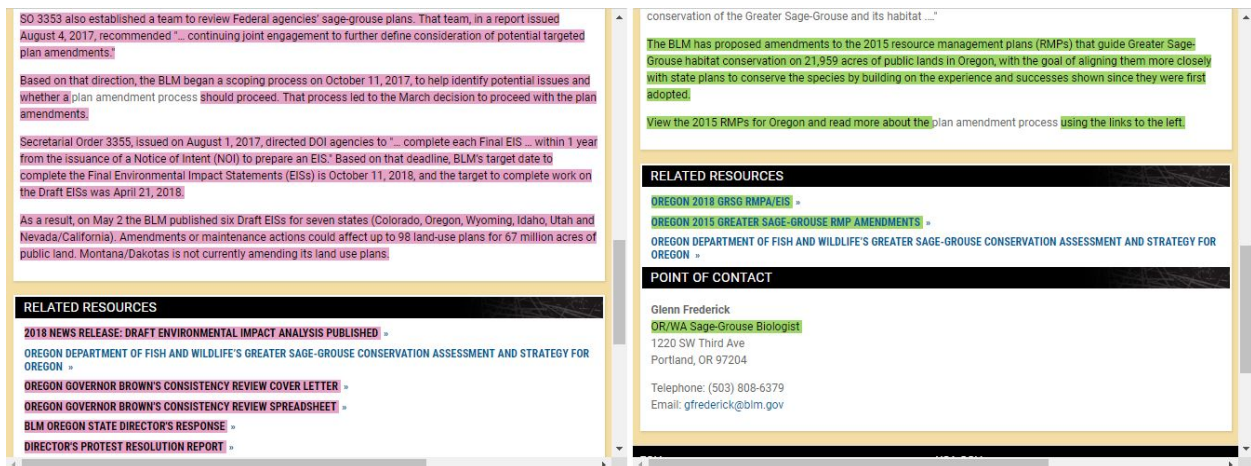 SO 3353 also established a team to review Federal agencies' sage-grouse plans. That team, in a report issued
August 4, 2017, recommended "... continuing joint engagement to further define consideration of potential targeted
plan amendments."
Based on that direction, the BLM began a scoping process on October 11, 2017, to help identify potential issues and
whether a plan amendment process should proceed. That process led to the March decision to proceed with the plan
amendments.
Secretarial Order 3355, issued on August 1, 2017, directed DOI agencies to "... complete each Final EIS ... within 1 year
from the issuance of a Notice of Intent (NOI) to prepare an EIS." Based on that deadline, BLM's target date to
complete the Final Environmental Impact Statements (EISs) is October 11, 2018, and the target to complete work on
the Draft EISs was April 21, 2018.
As a result, on May 2 the BLM published six Draft EISs for seven states (Colorado, Oregon, Wyoming, Idaho, Utah and
Nevada/California). Amendments or maintenance actions could affect up to 98 land-use plans for 67 million acres of
public land. Montana/Dakotas is not currently amending its land use plans.
RELATED RESOURCES
2018 NEWS RELEASE: DRAFT ENVIRONMENTAL IMPACT ANALYSIS PUBLISHED »
OREGON DEPARTMENT OF FISH AND WILDLIFE'S GREATER SAGE-GROUSE CONSERVATION ASSESSMENT AND STRATEGY FOR
OREGON »
OREGON GOVERNOR BROWN'S CONSISTENCY REVIEW COVER LETTER »
OREGON GOVERNOR BROWN'S CONSISTENCY REVIEW SPREADSHEET »
BLM OREGON STATE DIRECTOR'S RESPONSE »
DIRECTOR'S PROTEST RESOLUTION REPORT »
conservation of the Greater Sage-Grouse and its habitat ...."
The BLM has proposed amendments to the 2015 resource management plans (RMPs) that guide Greater Sage-
Grouse habitat conservation on 21,959 acres of public lands in Oregon, with the goal of aligning them more closely
with state plans to conserve the species by building on the experience and successes shown since they were first
adopted.
View the 2015 RMPs for Oregon and read more about the plan amendment process using the links to the left.
RELATED RESOURCES
OREGON 2018 GRSG RMPA/EIS »
OREGON 2015 GREATER SAGE-GROUSE RMP AMENDMENTS »
OREGON DEPARTMENT OF FISH AND WILDLIFE'S GREATER SAGE-GROUSE CONSERVATION ASSESSMENT AND STRATEGY FOR
OREGON »
POINT OF CONTACT
Glenn Frederick
OR/WA Sage-Grouse Biologist
1220 SW Third Ave
Portland, OR 97204
Telephone: (503) 808-6379
Email: gfrederick@blm.gov